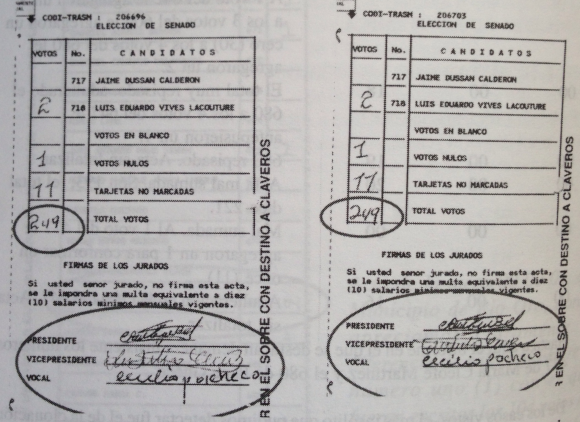 CODI-TRASM : 206696
ELECCION DE SENADO
VOTOS No. CANDIDATOS
717 JAIME DUSSAN CALDERON
2 718 LUIS EDUARDO VIVES LACOUTURE
VOTOS EN BLANCO
1 VOTOS NULOS
11 TARJETAS NO MARCADAS
249 TOTAL VOTOS
FIRMAS DE LOS JURADOS
Si usted senor jurado, no firma esta acta,
se le impondra una multa equivalente a diez
(10) salarios minimos mensuales vigentes.
PRESIDENTE
VICEPRESIDENTE
VOCAL cecilio pacheco
R EN EL SOBRE CON DESTINO A CLAVEROS
CODI-TRASM : 206703
ELECCION DE SENADO
VOTOS No. CANDIDATOS
717 JAIME DUSSAN CALDERON
2 718 LUIS EDUARDO VIVES LACOUTURE
VOTOS EN BLANCO
1 VOTOS NULOS
11 TARJETAS NO MARCADAS
249 TOTAL VOTOS
FIRMAS DE LOS JURADOS
Si usted senor jurado, no firma esta acta,
se le impondra una multa equivalente a diez
(10) salarios minimos mensuales vigentes.
PRESIDENTE
VICEPRESIDENTE
VOCAL cecilio pacheco
R EN EL SOBRE CON DESTINO A CLAVEROS